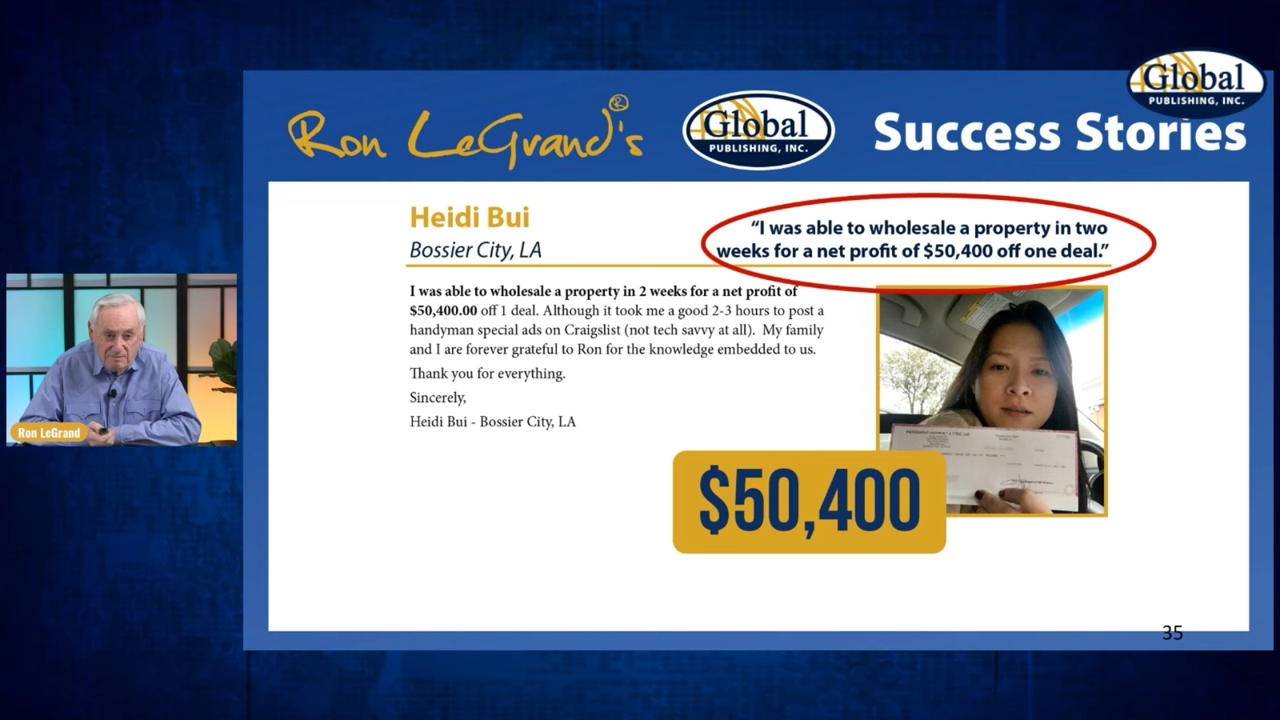 Global
PUBLISHING, INC.
Ron LeGrand's
®
Global
PUBLISHING, INC.
Success Stories
Heidi Bui
Bossier City, LA
“I was able to wholesale a property in two
weeks for a net profit of $50,400 off one deal.”
I was able to wholesale a property in 2 weeks for a net profit of
$50,400.00 off 1 deal. Although it took me a good 2-3 hours to post a
handyman special ads on Craigslist (not tech savvy at all).  My family
and I are forever grateful to Ron for the knowledge embedded to us.
Thank you for everything.
Sincerely,
Heidi Bui - Bossier City, LA
Ron LeGrand
$50,400
35